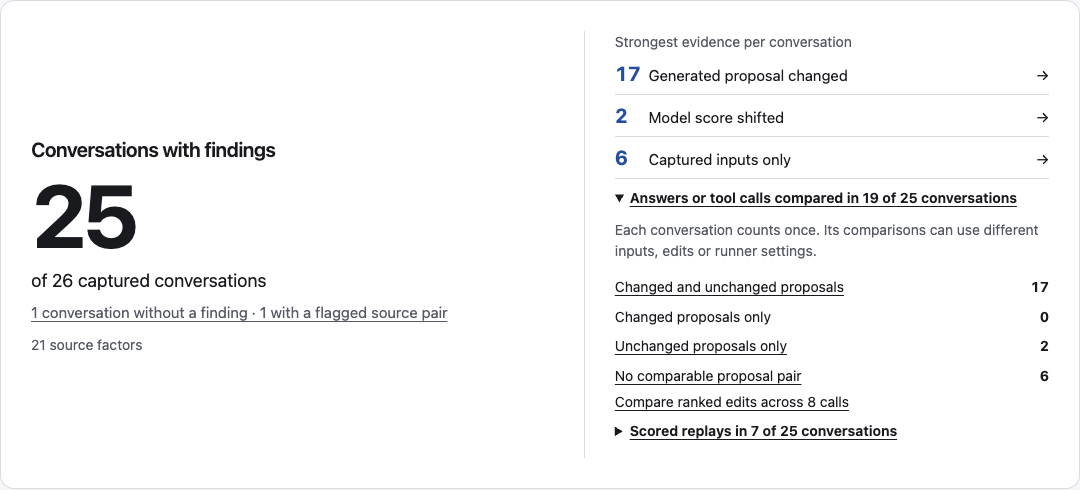 Conversations with findings
25
of 26 captured conversations
1 conversation without a finding · 1 with a flagged source pair
21 source factors
Strongest evidence per conversation
17 Generated proposal changed →
2 Model score shifted →
6 Captured inputs only →
▼ Answers or tool calls compared in 19 of 25 conversations
Each conversation counts once. Its comparisons can use different
inputs, edits or runner settings.
Changed and unchanged proposals 17
Changed proposals only 0
Unchanged proposals only 2
No comparable proposal pair 6
Compare ranked edits across 8 calls
▶ Scored replays in 7 of 25 conversations